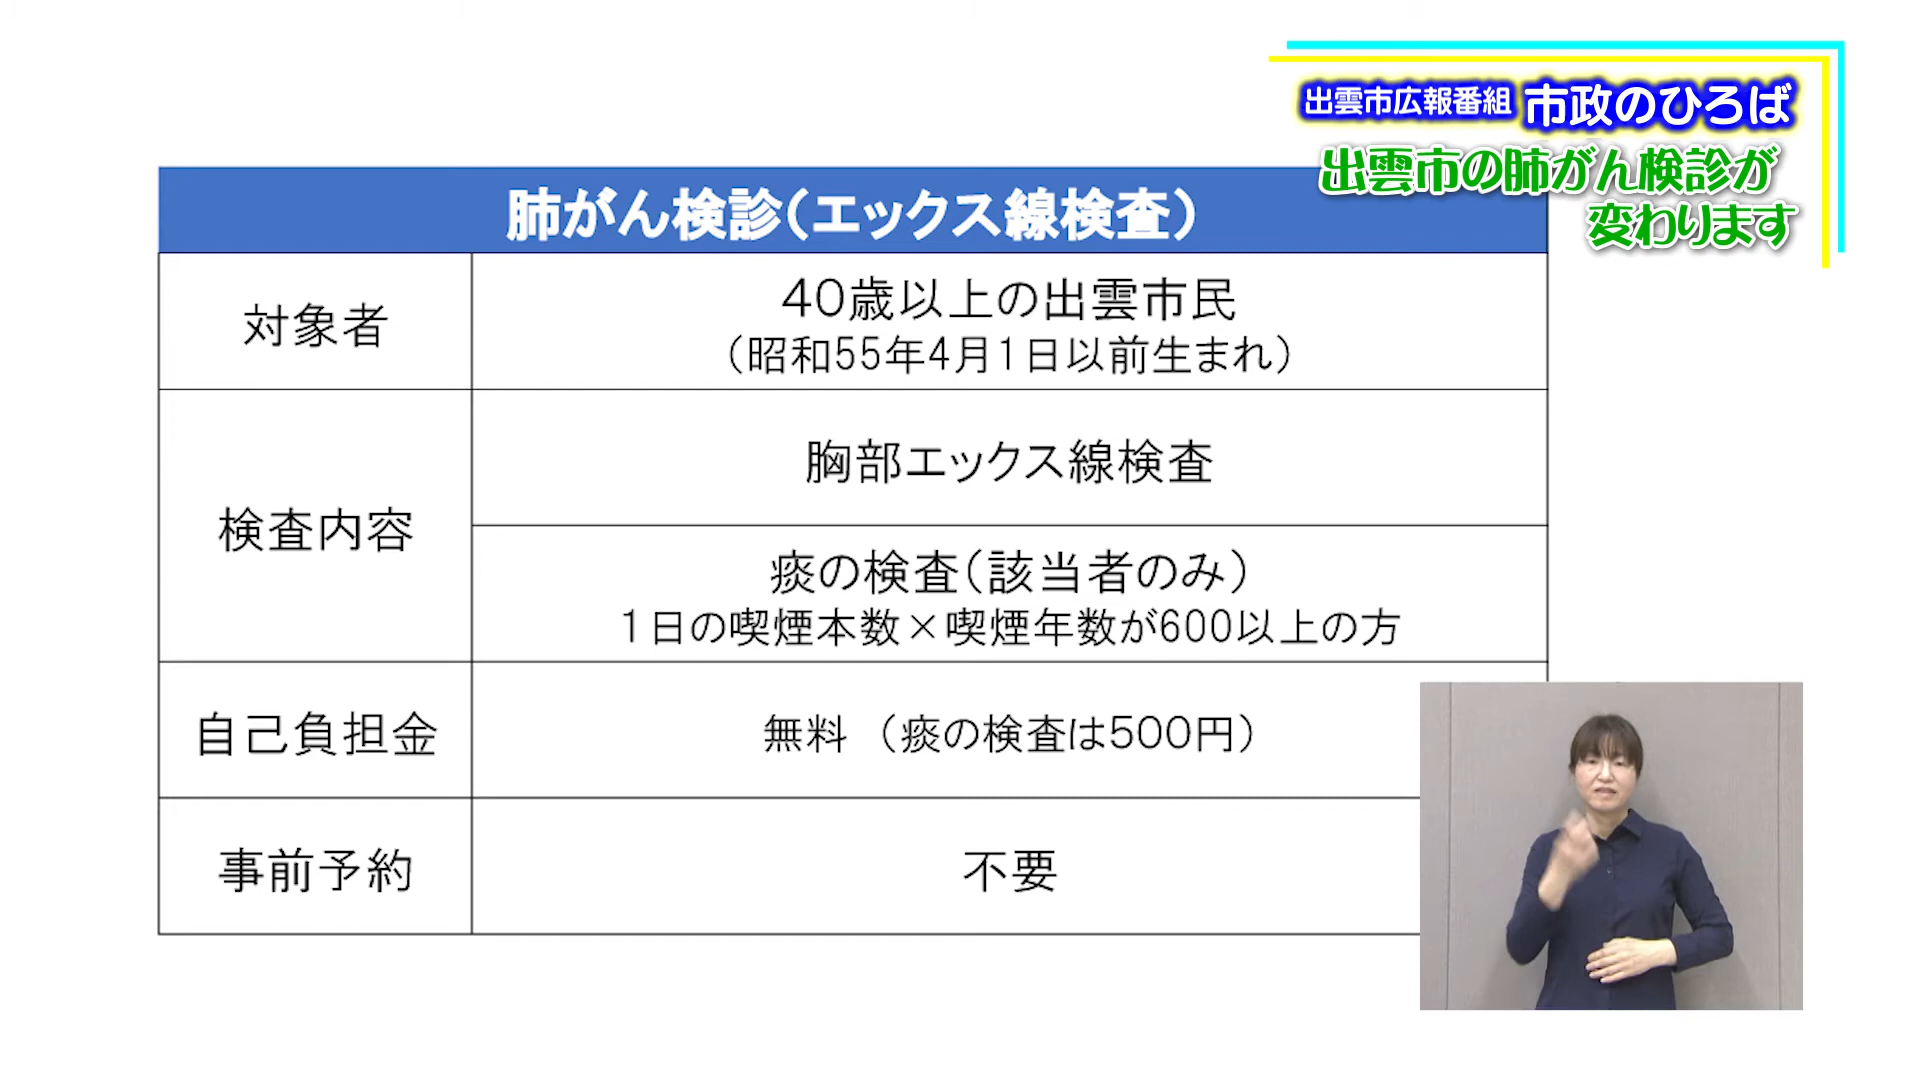 出雲市広報番組 市政のひろば
出雲市の肺がん検診が
変わります
肺がん検診(エックス線検査)
対象者
40歳以上の出雲市民
(昭和55年4月1日以前生まれ)
検査内容
胸部エックス線検査
痰の検査(該当者のみ)
1日の喫煙本数×喫煙年数が600以上の方
自己負担金
無料 (痰の検査は500円)
事前予約
不要